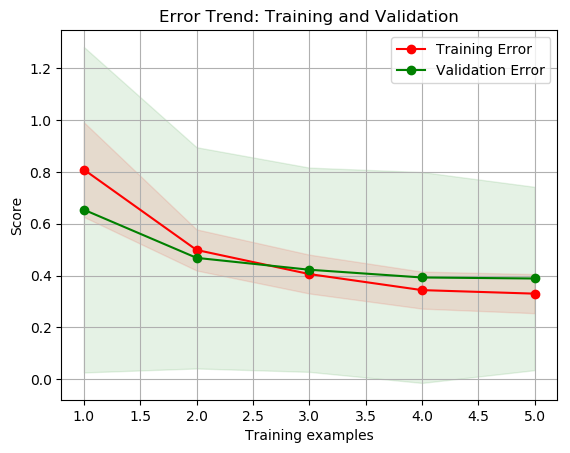 Error Trend: Training and Validation
Training Error
Validation Error
Score
1.2
1.0
0.8
0.6
0.4
0.2
0.0
1.0 1.5 2.0 2.5 3.0 3.5 4.0 4.5 5.0
Training examples